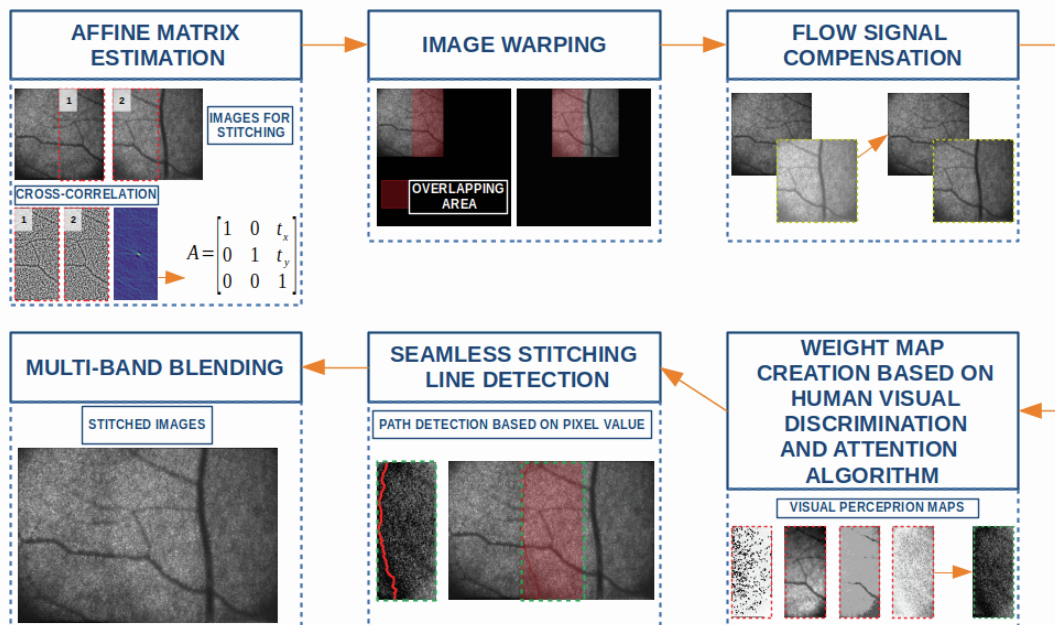 AFFINE MATRIX
ESTIMATION
1
2
IMAGES FOR
STITCHING
CROSS-CORRELATION
1
2
A = [ 1 0 t_x
0 1 t_y
0 0 1 ]
IMAGE WARPING
OVERLAPPING
AREA
FLOW SIGNAL
COMPENSATION
WEIGHT MAP
CREATION BASED ON
HUMAN VISUAL
DISCRIMINATION
AND ATTENTION
ALGORITHM
VISUAL PERCEPRION MAPS
SEAMLESS STITCHING
LINE DETECTION
PATH DETECTION BASED ON PIXEL VALUE
MULTI-BAND BLENDING
STITCHED IMAGES